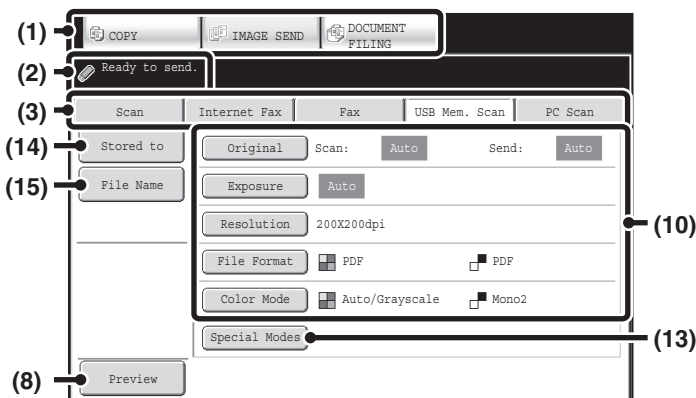 (1) COPY IMAGE SEND DOCUMENT
FILING
(2) Ready to send.
(3) Scan Internet Fax Fax USB Mem. Scan PC Scan
(14) Stored to Original Scan: Auto Send: Auto
(15) File Name Exposure Auto
Resolution 200X200dpi (10)
File Format PDF PDF
Color Mode Auto/Grayscale Mono2
Special Modes (13)
(8) Preview